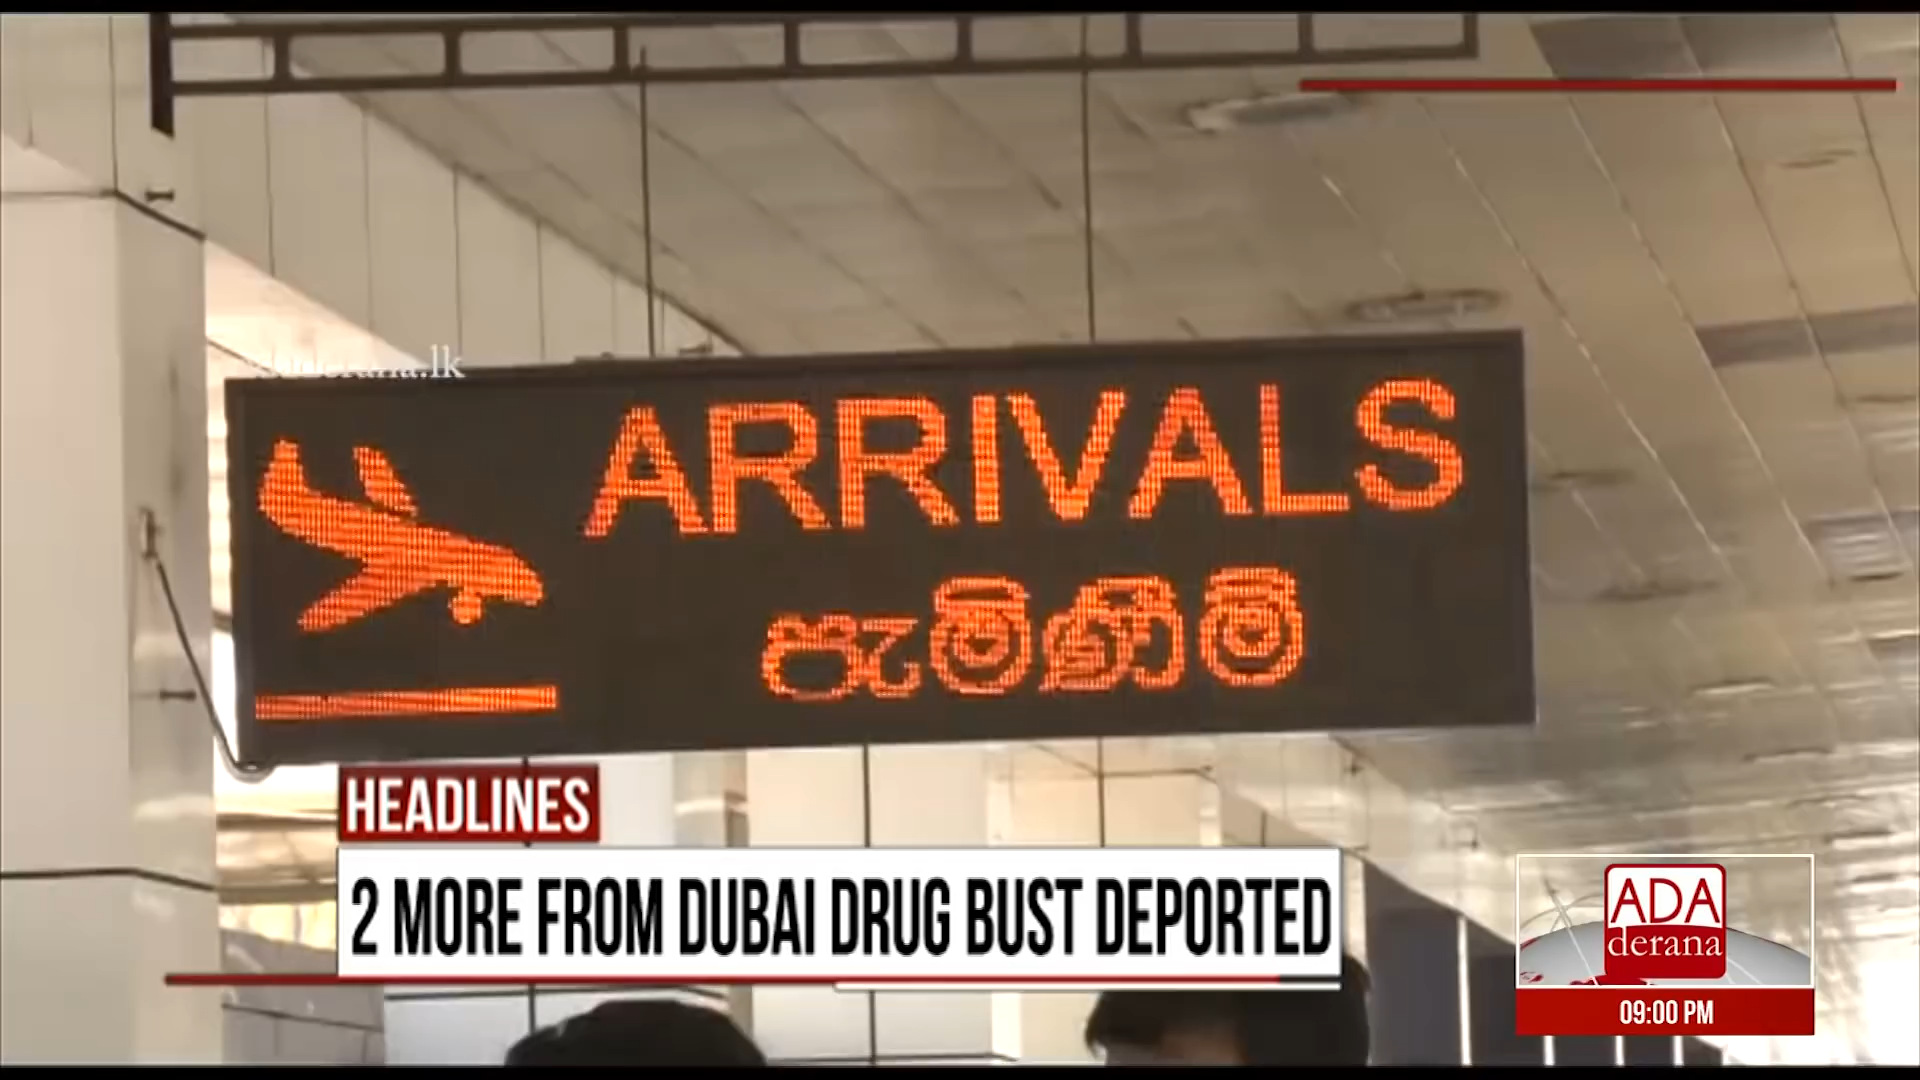 ARRIVALS
පැමිණීම්
HEADLINES
2 MORE FROM DUBAI DRUG BUST DEPORTED
ADA
derana
09:00 PM